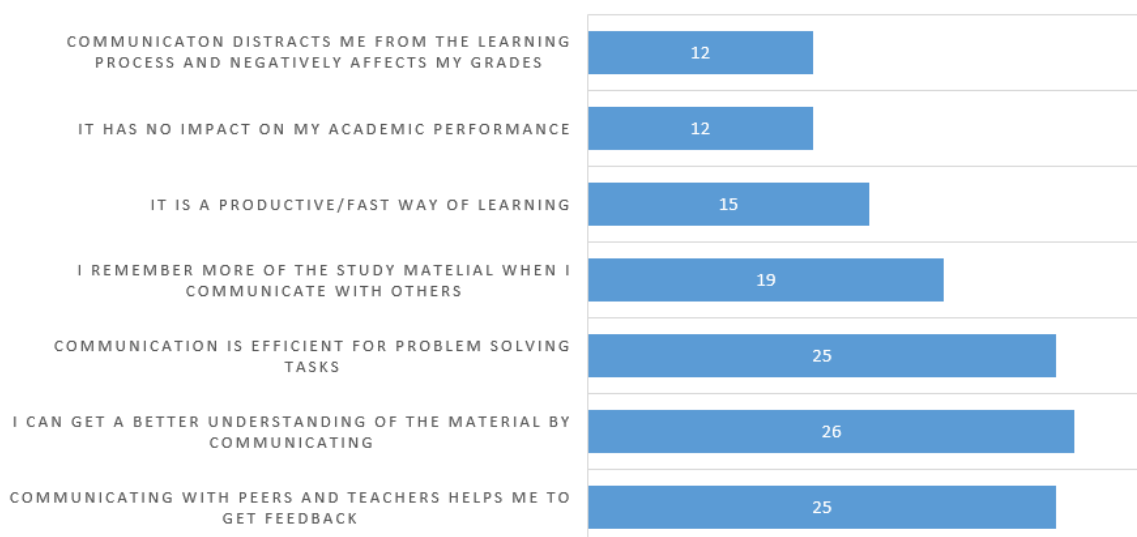 COMMUNICATON DISTRACTS ME FROM THE LEARNING
PROCESS AND NEGATIVELY AFFECTS MY GRADES
12
IT HAS NO IMPACT ON MY ACADEMIC PERFORMANCE
12
IT IS A PRODUCTIVE/FAST WAY OF LEARNING
15
I REMEMBER MORE OF THE STUDY MATELIAL WHEN I
COMMUNICATE WITH OTHERS
19
COMMUNICATION IS EFFICIENT FOR PROBLEM SOLVING
TASKS
25
I CAN GET A BETTER UNDERSTANDING OF THE MATERIAL BY
COMMUNICATING
26
COMMUNICATING WITH PEERS AND TEACHERS HELPS ME TO
GET FEEDBACK
25